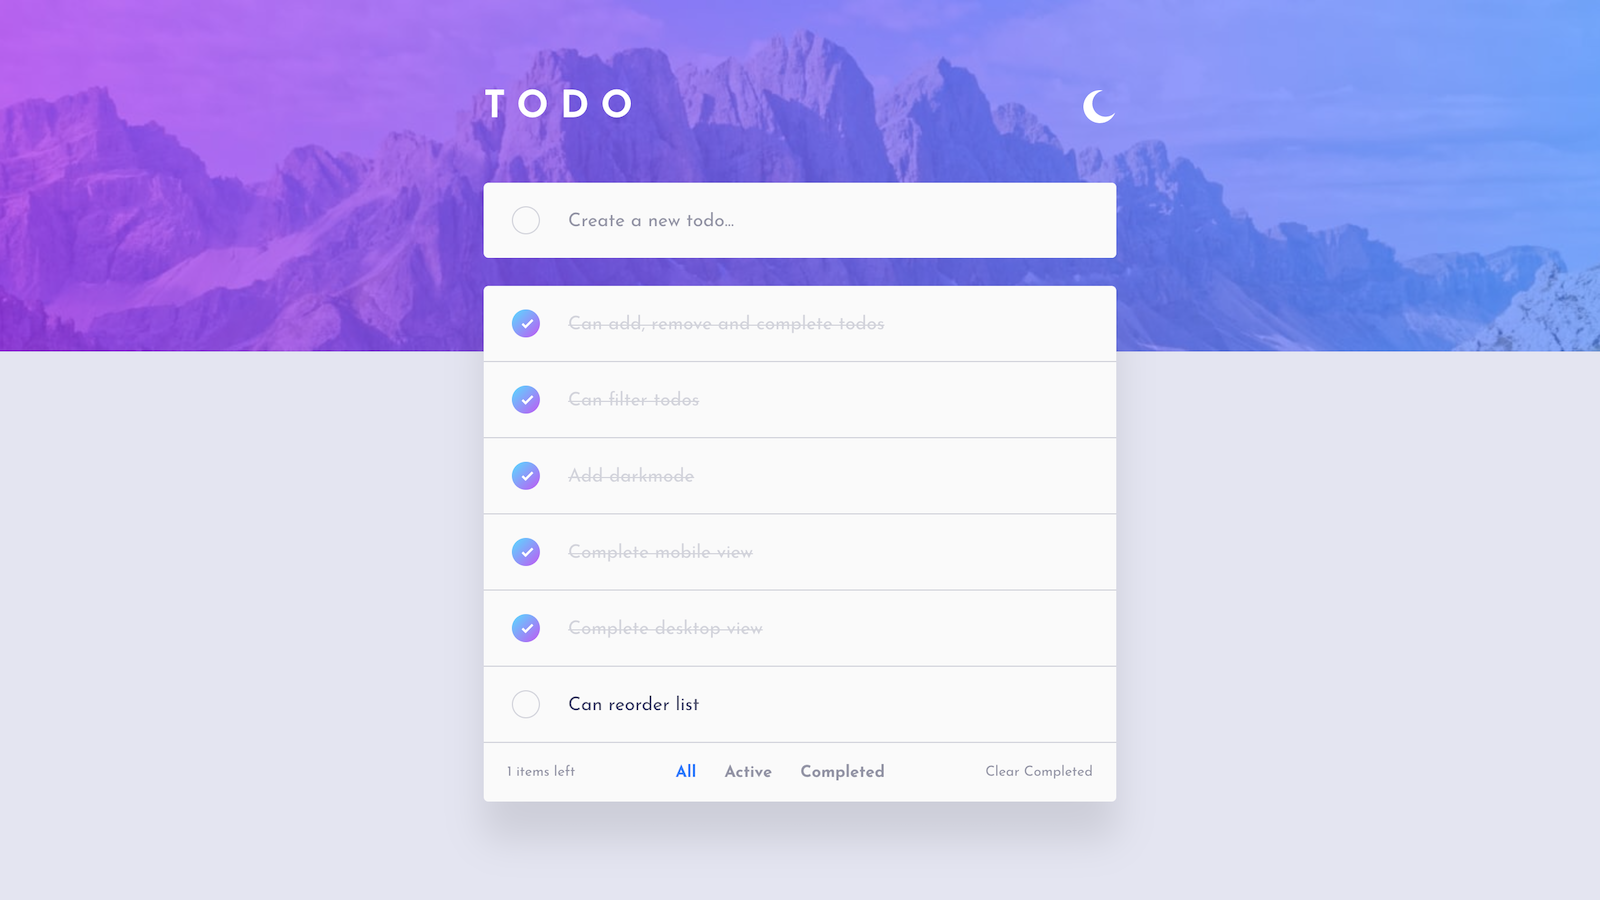 TODO
Create a new todo...
Can add, remove and complete todos
Can filter todos
Add darkmode
Complete mobile view
Complete desktop view
Can reorder list
1 items left All Active Completed Clear Completed